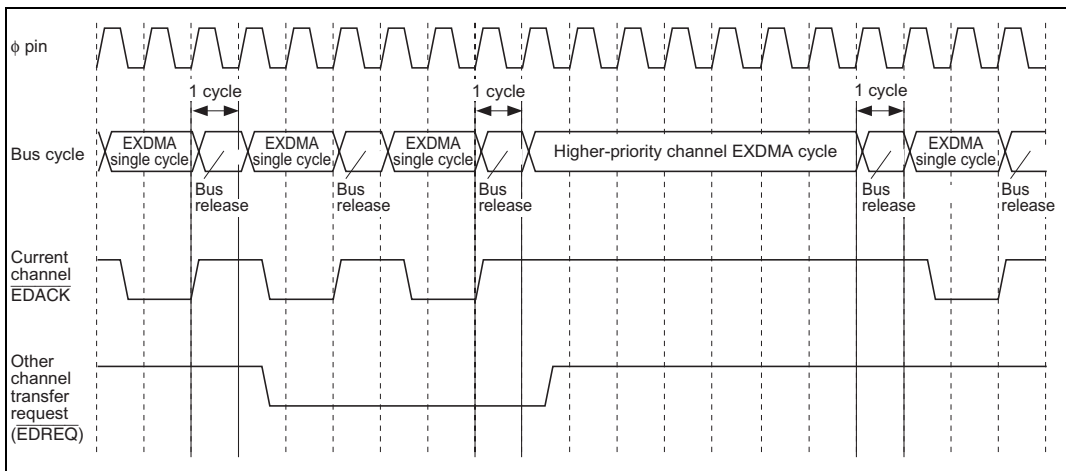 ϕ pin
1 cycle
1 cycle
1 cycle
Bus cycle
EXDMA
single cycle
EXDMA
single cycle
EXDMA
single cycle
Higher-priority channel EXDMA cycle
EXDMA
single cycle
Bus
release
Bus
release
Bus
release
Bus
release
Bus
release
Current
channel
EDACK
Other
channel
transfer
request
(EDREQ)